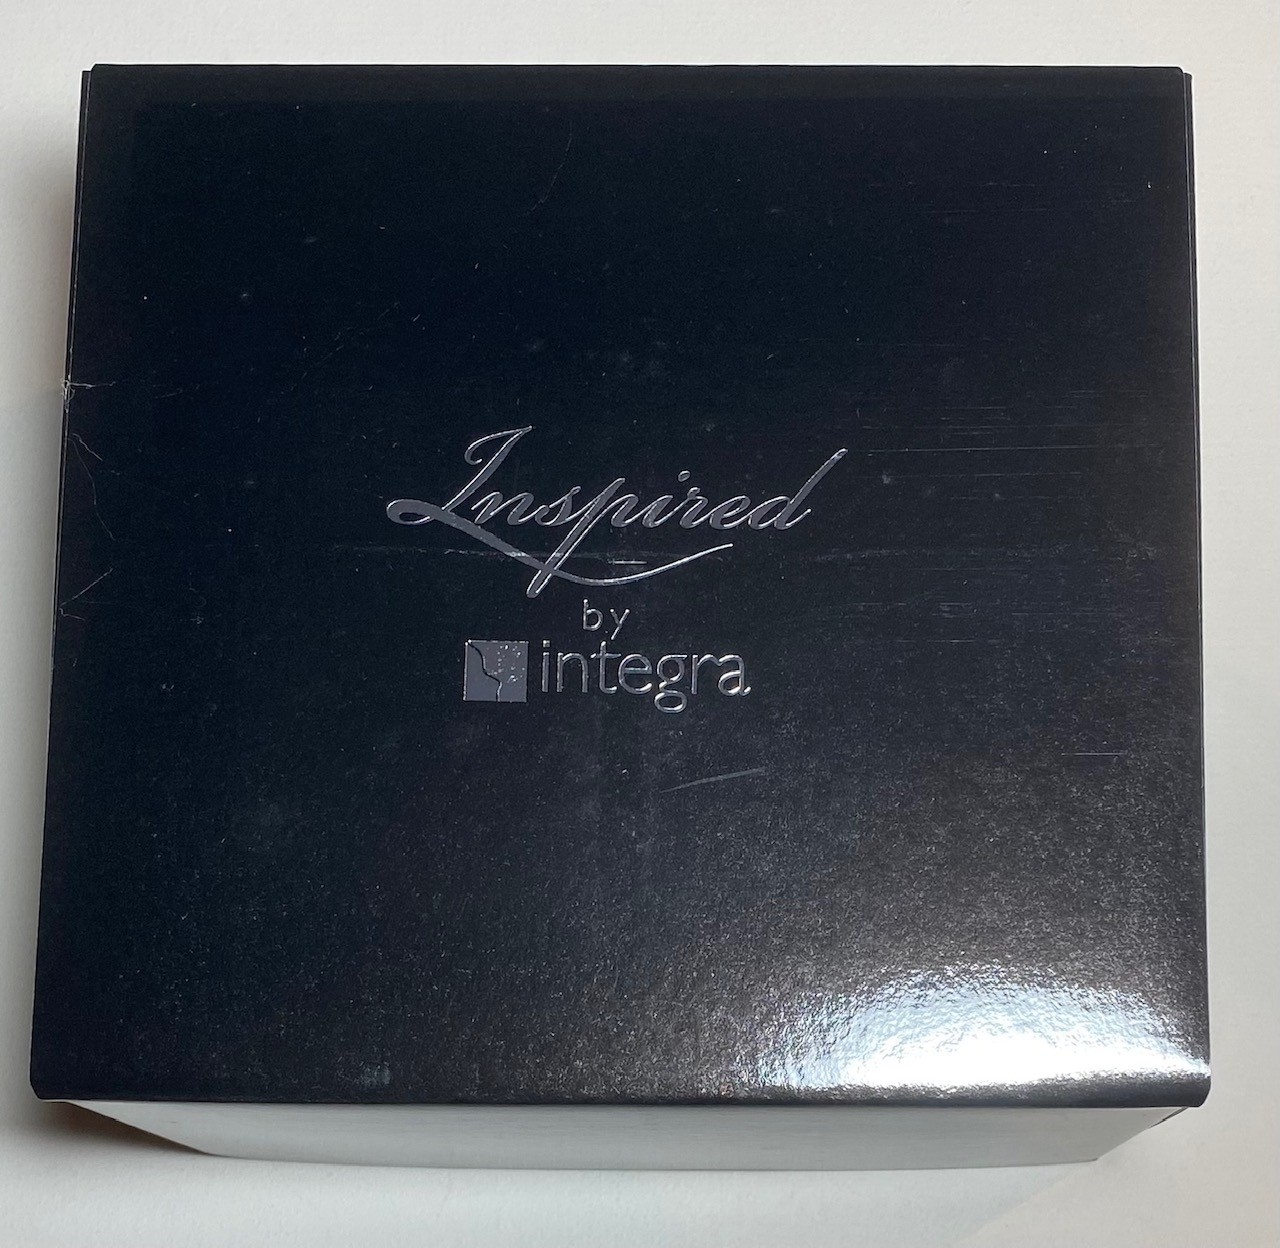 Inspired
by
integra